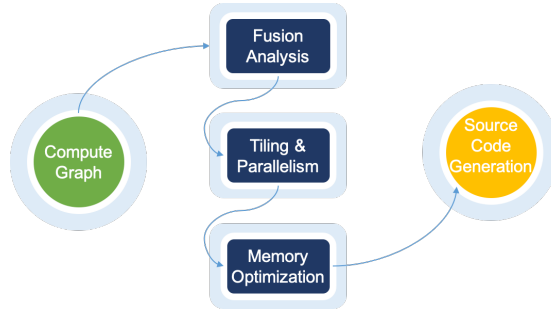 Fusion
Analysis
Compute
Graph
Tiling &
Parallelism
Source
Code
Generation
Memory
Optimization